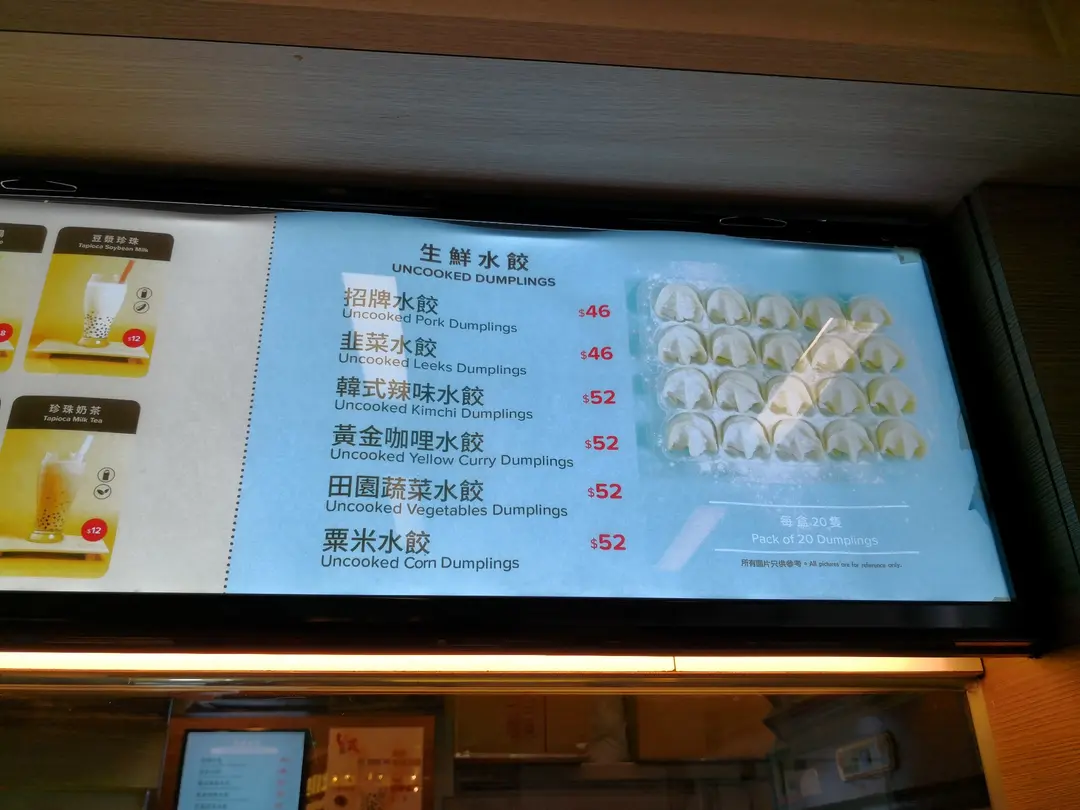 豆漿珍珠
Tapioca Soybean Milk
$12
珍珠奶茶
Tapioca Milk Tea
$12
生鮮水餃
UNCOOKED DUMPLINGS
招牌水餃 $46
Uncooked Pork Dumplings
韭菜水餃 $46
Uncooked Leeks Dumplings
韓式辣味水餃 $52
Uncooked Kimchi Dumplings
黃金咖哩水餃 $52
Uncooked Yellow Curry Dumplings
田園蔬菜水餃 $52
Uncooked Vegetables Dumplings
粟米水餃 $52
Uncooked Corn Dumplings
每盒20隻
Pack of 20 Dumplings
所有圖片只供參考 • All pictures are for reference only.